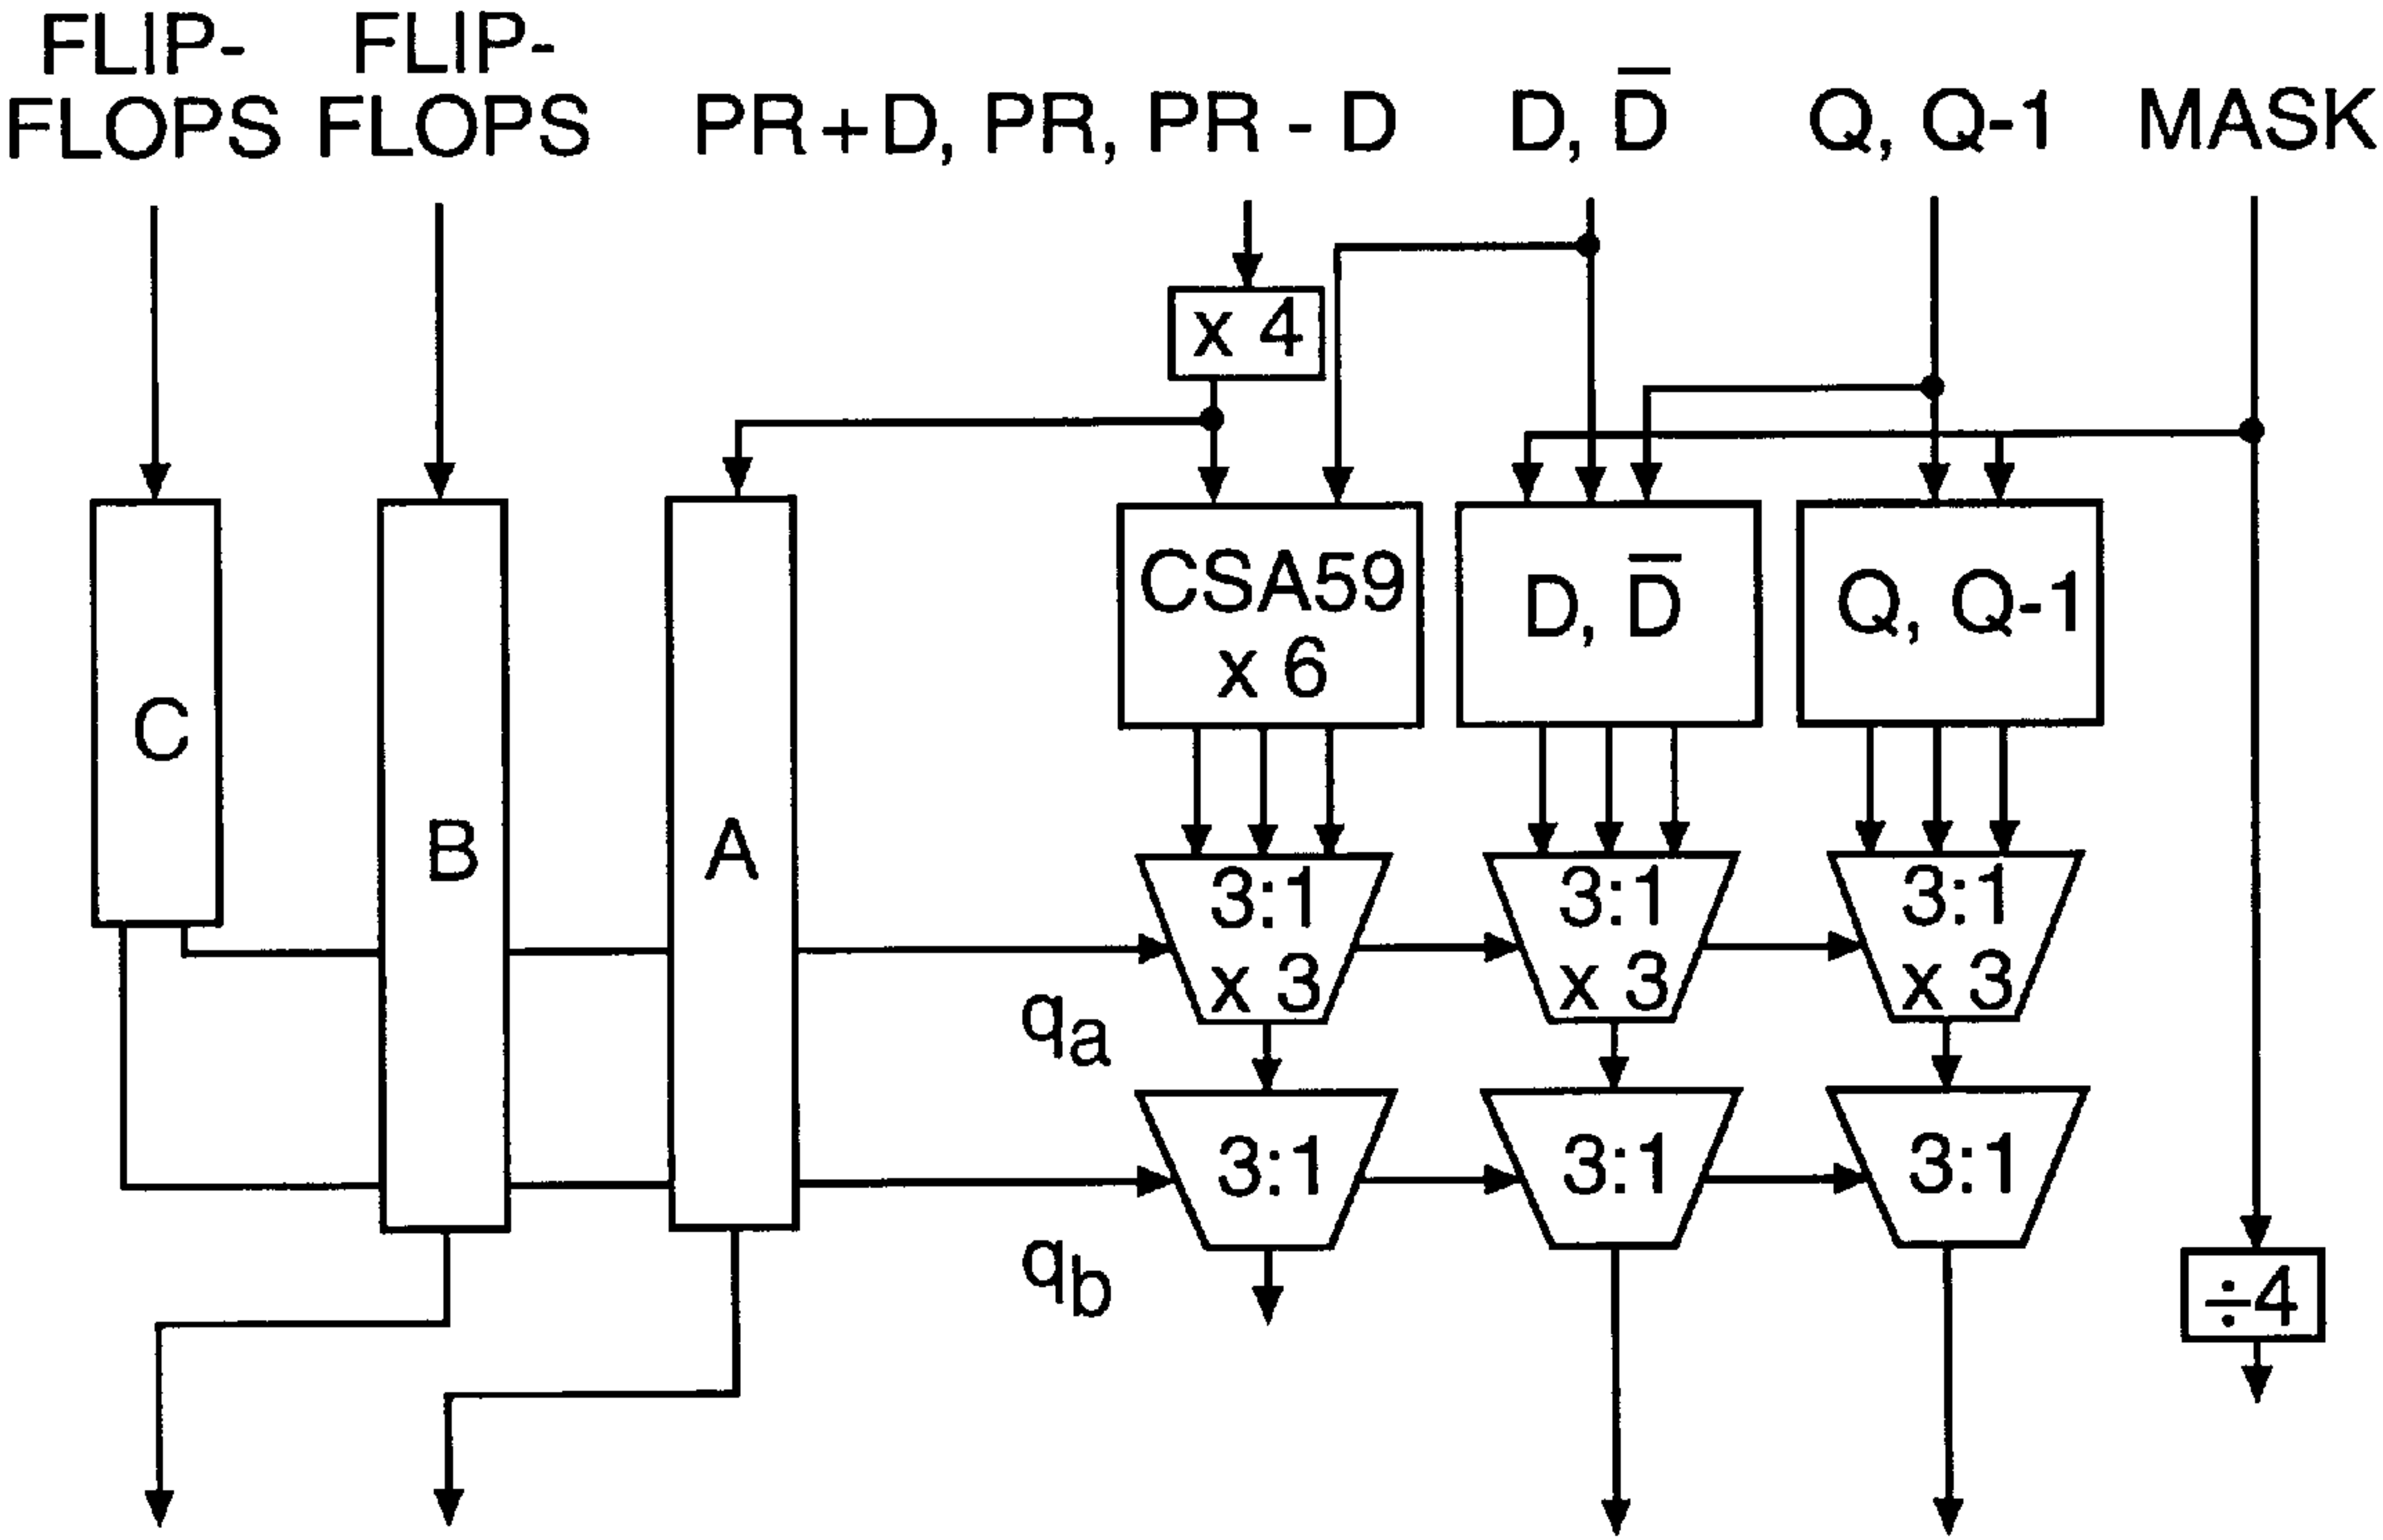 FLIP-
FLOPS
FLIP-
FLOPS
PR + D, PR, PR - D
D, D̅
Q, Q-1
MASK
x 4
C
B
A
CSA59
x 6
D, D̅
Q, Q-1
3:1
x 3
3:1
x 3
3:1
x 3
qa
3:1
3:1
3:1
qb
÷4